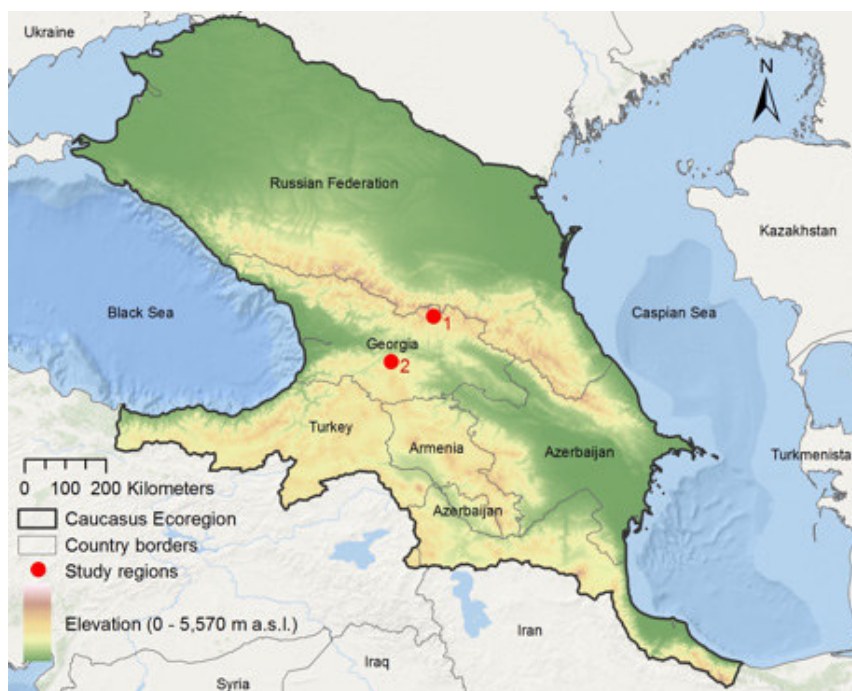 Ukraine
N
Russian Federation
Kazakhstan
Black Sea
Caspian Sea
1
Georgia
2
Turkey
Armenia
Azerbaijan
Turkmenista
0 100 200 Kilometers
Azerbaijan
Caucasus Ecoregion
Country borders
Study regions
Elevation (0 - 5,570 m a.s.l.)
Iran
Iraq
Syria